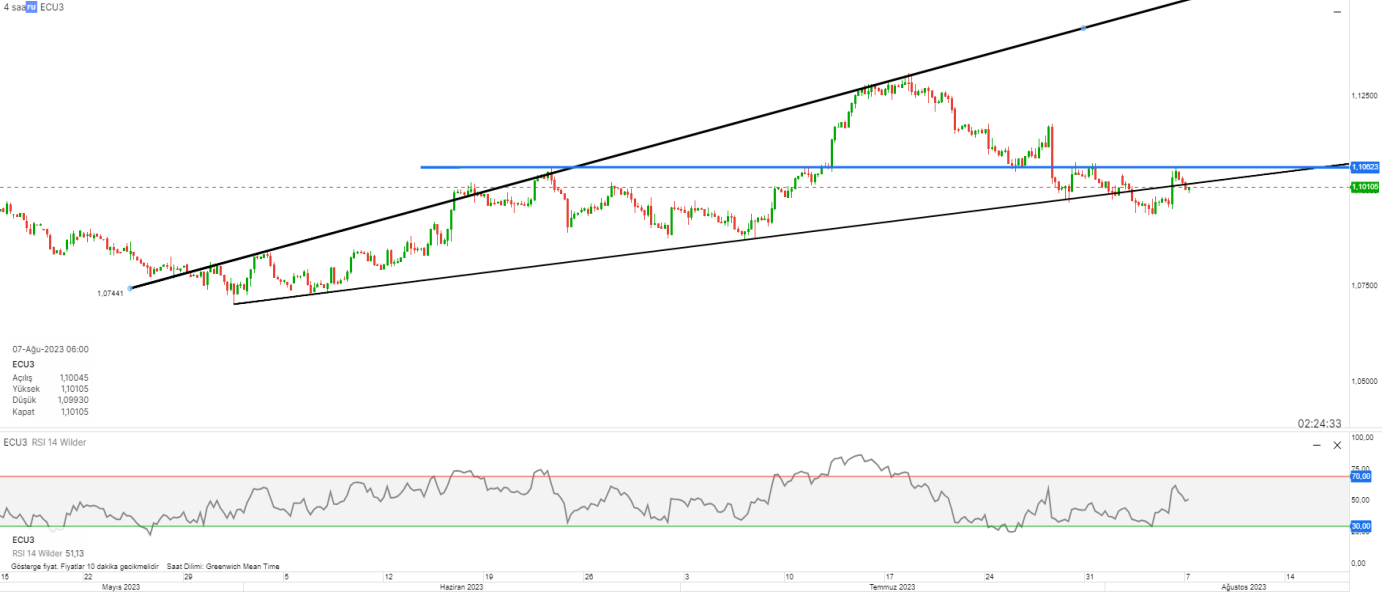 4 saa ru ECU3
1,12500
1,10623
1,10105
1,07441
1,07500
07-Ağu-2023 06:00
ECU3
Açılış 1,10045
Yüksek 1,10105
Düşük 1,09930
Kapat 1,10105
1,05000
02:24:33
ECU3 RSI 14 Wilder
100,00
75,00
70,00
50,00
30,00
25,00
ECU3
RSI 14 Wilder 51,13
0,00
Gösterge fiyat. Fiyatlar 10 dakika gecikmelidir Saat Dilimi: Greenwich Mean Time
15 22 29 5 12 19 26 3 10 17 24 31 7 14
Mayıs 2023 Haziran 2023 Temmuz 2023 Ağustos 2023